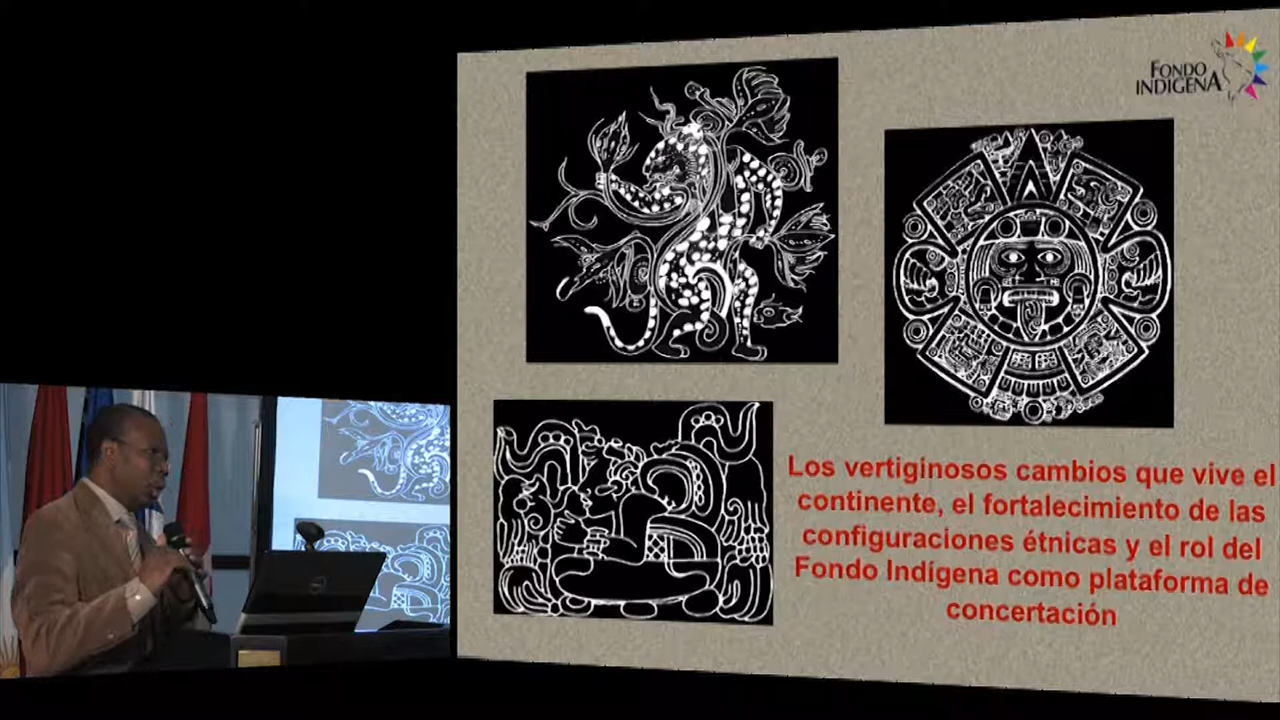 FONDO
INDIGENA
Los vertiginosos cambios que vive el
continente, el fortalecimiento de las
configuraciones étnicas y el rol del
Fondo Indígena como plataforma de
concertación